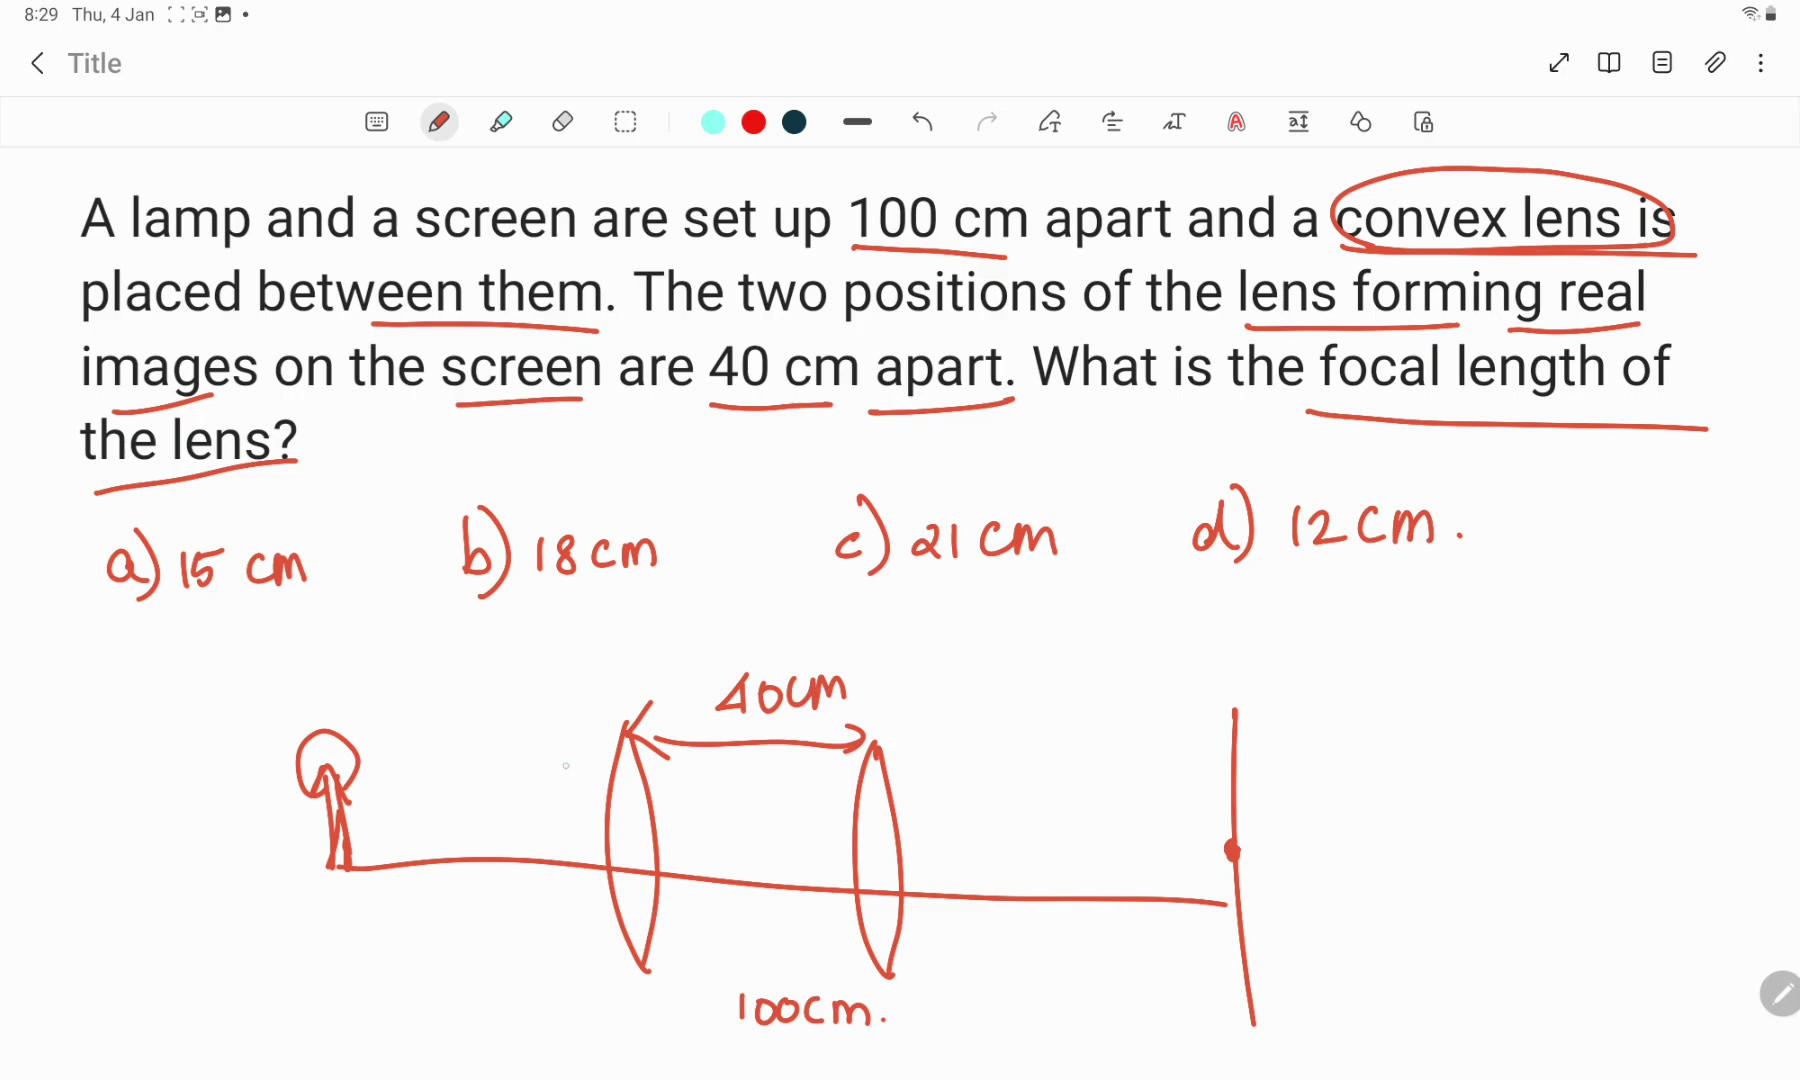 8:29 Thu, 4 Jan
Title
A lamp and a screen are set up 100 cm apart and a convex lens is
placed between them. The two positions of the lens forming real
images on the screen are 40 cm apart. What is the focal length of
the lens?
a) 15 cm b) 18 cm c) 21 cm d) 12 cm.
40cm
100cm.